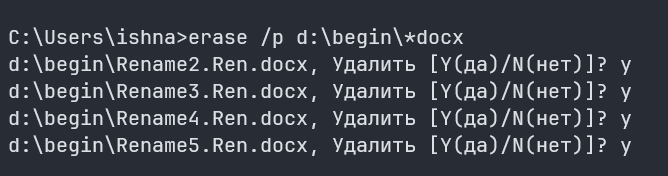 C:\Users\ishna>erase /p d:\begin\*docx
d:\begin\Rename2.Ren.docx, Удалить [Y(да)/N(нет)]? y
d:\begin\Rename3.Ren.docx, Удалить [Y(да)/N(нет)]? y
d:\begin\Rename4.Ren.docx, Удалить [Y(да)/N(нет)]? y
d:\begin\Rename5.Ren.docx, Удалить [Y(да)/N(нет)]? y